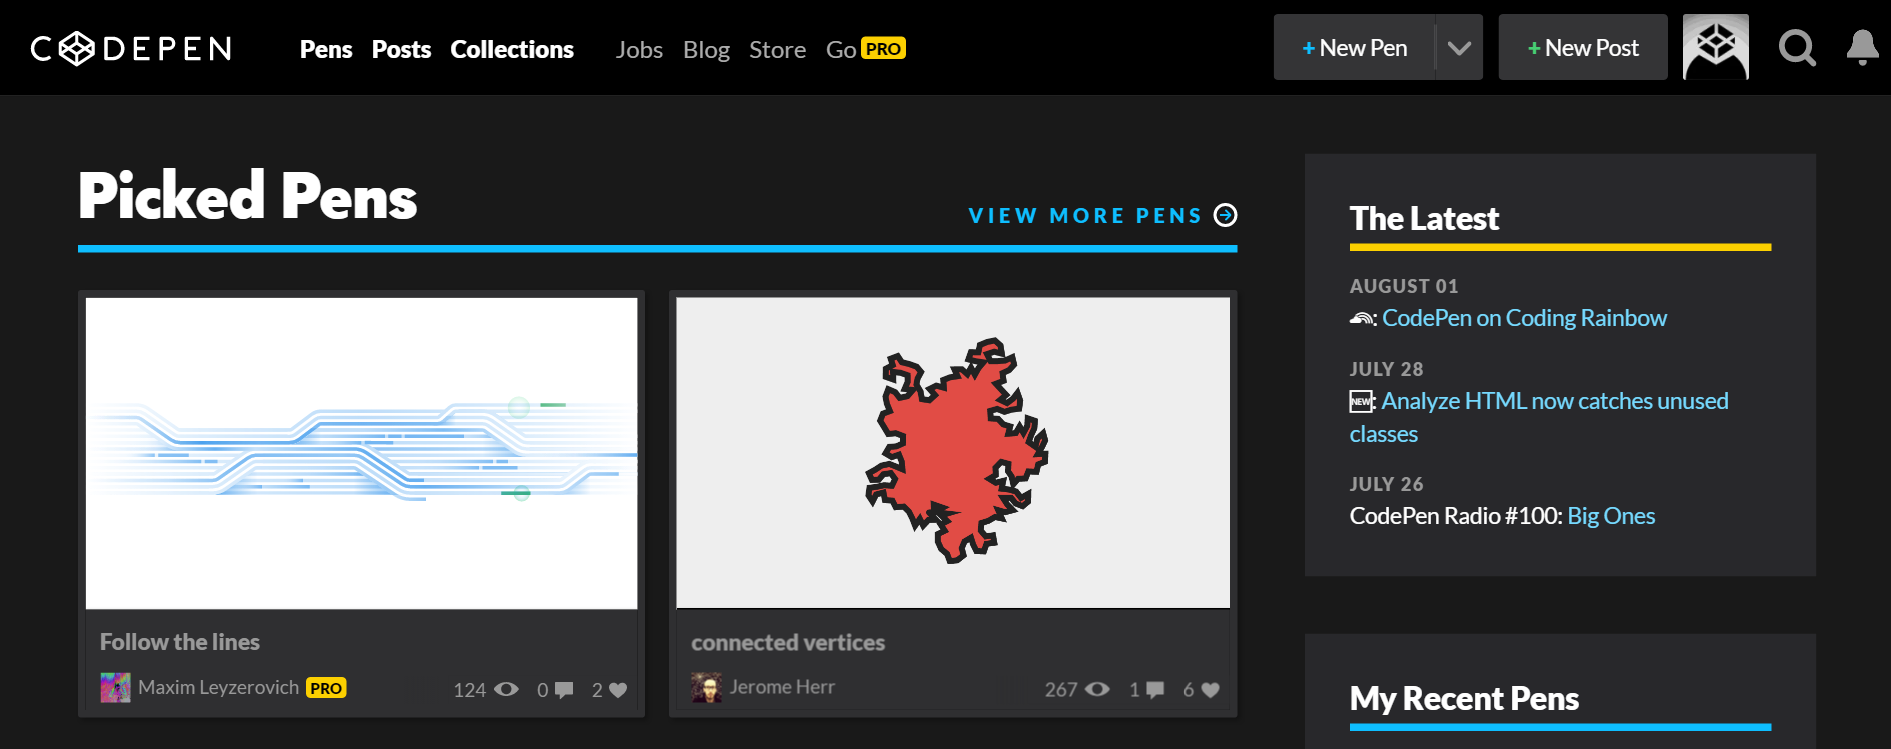 CODEPEN Pens Posts Collections Jobs Blog Store Go PRO + New Pen + New Post
Picked Pens
VIEW MORE PENS
Follow the lines
Maxim Leyzerovich PRO 124 0 2
connected vertices
Jerome Herr 267 1 6
The Latest
AUGUST 01
: CodePen on Coding Rainbow
JULY 28
NEW: Analyze HTML now catches unused
classes
JULY 26
CodePen Radio #100: Big Ones
My Recent Pens